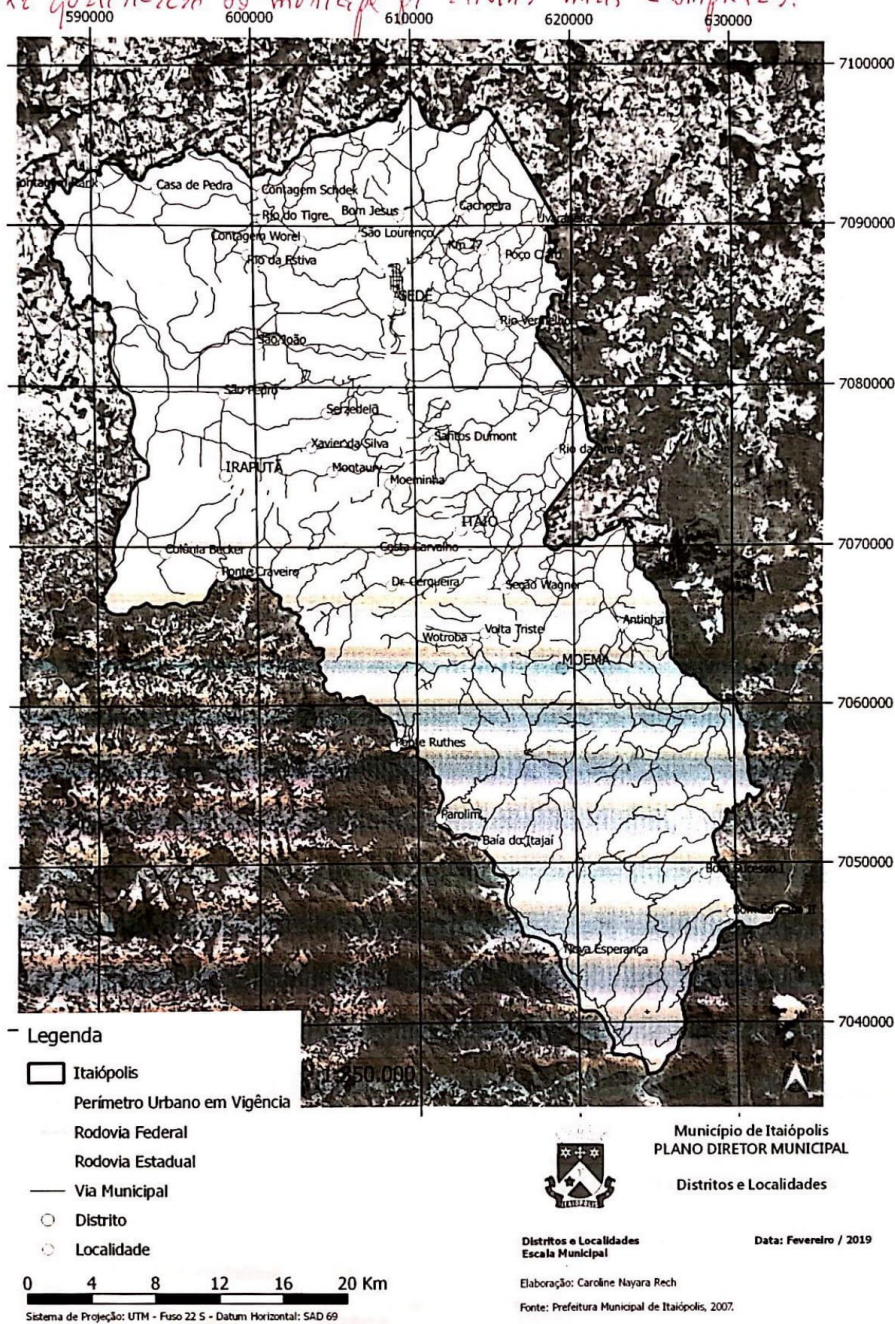 590000 600000 610000 620000 630000
7100000
Casa de Pedra
Contagem Schdek
Rio do Tigre
Bom Jesus
Cachoeira
7090000
Contagem Worel
São Lourenço
Km 27
Rio da Estiva
SEDE
Rio Vermelho
São João
7080000
São Pedro
Serzedelo
Santos Dumont
Xavier da Silva
Rio da Areia
IRAPUTÃ
Montaury
Moeminha
ITAIÓ
7070000
Colônia Becker
Costa Carvalho
Ponte Craveiro
Dr. Cerqueira
Seção Wagner
Antinha
Volta Triste
Wotroba
MOEMA
7060000
Ponte Ruthes
Parolim
Baía do Itajaí
7050000
Bom Sucesso I
Nova Esperança
7040000
Legenda
Itaiópolis
Perímetro Urbano em Vigência
Rodovia Federal
Rodovia Estadual
Via Municipal
Distrito
Localidade
0 4 8 12 16 20 Km
Sistema de Projeção: UTM - Fuso 22 S - Datum Horizontal: SAD 69
N
Município de Itaiópolis
PLANO DIRETOR MUNICIPAL
Distritos e Localidades
Distritos e Localidades
Escala Municipal
Data: Fevereiro / 2019
Elaboração: Caroline Nayara Rech
Fonte: Prefeitura Municipal de Itaiópolis, 2007.